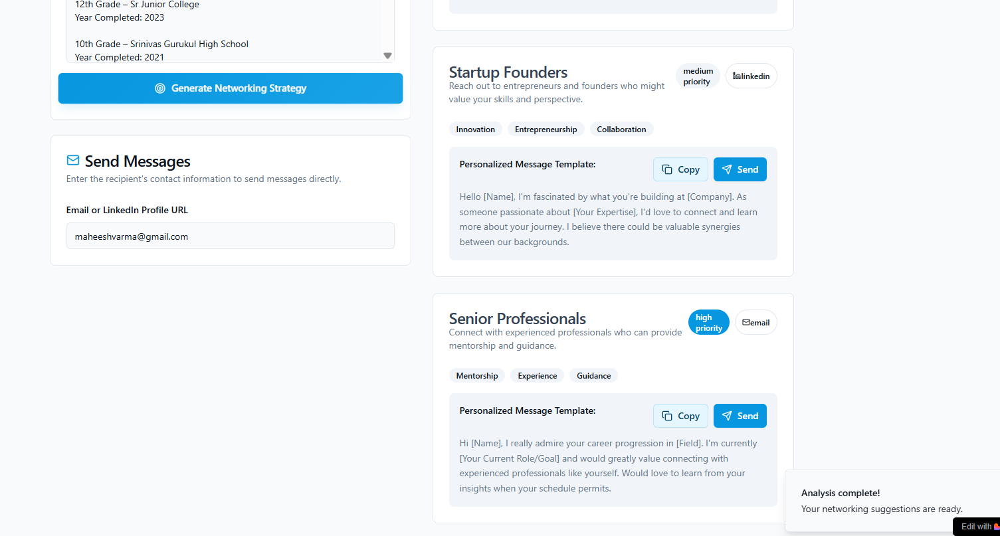 12th Grade – Sr Junior College
Year Completed: 2023
10th Grade – Srinivas Gurukul High School
Year Completed: 2021
Generate Networking Strategy
Send Messages
Enter the recipient's contact information to send messages directly.
Email or LinkedIn Profile URL
maheeshvarma@gmail.com
Startup Founders
medium
priority
linkedin
Reach out to entrepreneurs and founders who might
value your skills and perspective.
Innovation
Entrepreneurship
Collaboration
Personalized Message Template:
Copy
Send
Hello [Name], I'm fascinated by what you're building at [Company]. As
someone passionate about [Your Expertise], I'd love to connect and learn
more about your journey. I believe there could be valuable synergies
between our backgrounds.
Senior Professionals
high
priority
email
Connect with experienced professionals who can provide
mentorship and guidance.
Mentorship
Experience
Guidance
Personalized Message Template:
Copy
Send
Hi [Name], I really admire your career progression in [Field]. I'm currently
[Your Current Role/Goal] and would greatly value connecting with
experienced professionals like yourself. Would love to learn from your
insights when your schedule permits.
Analysis complete!
Your networking suggestions are ready.
Edit with